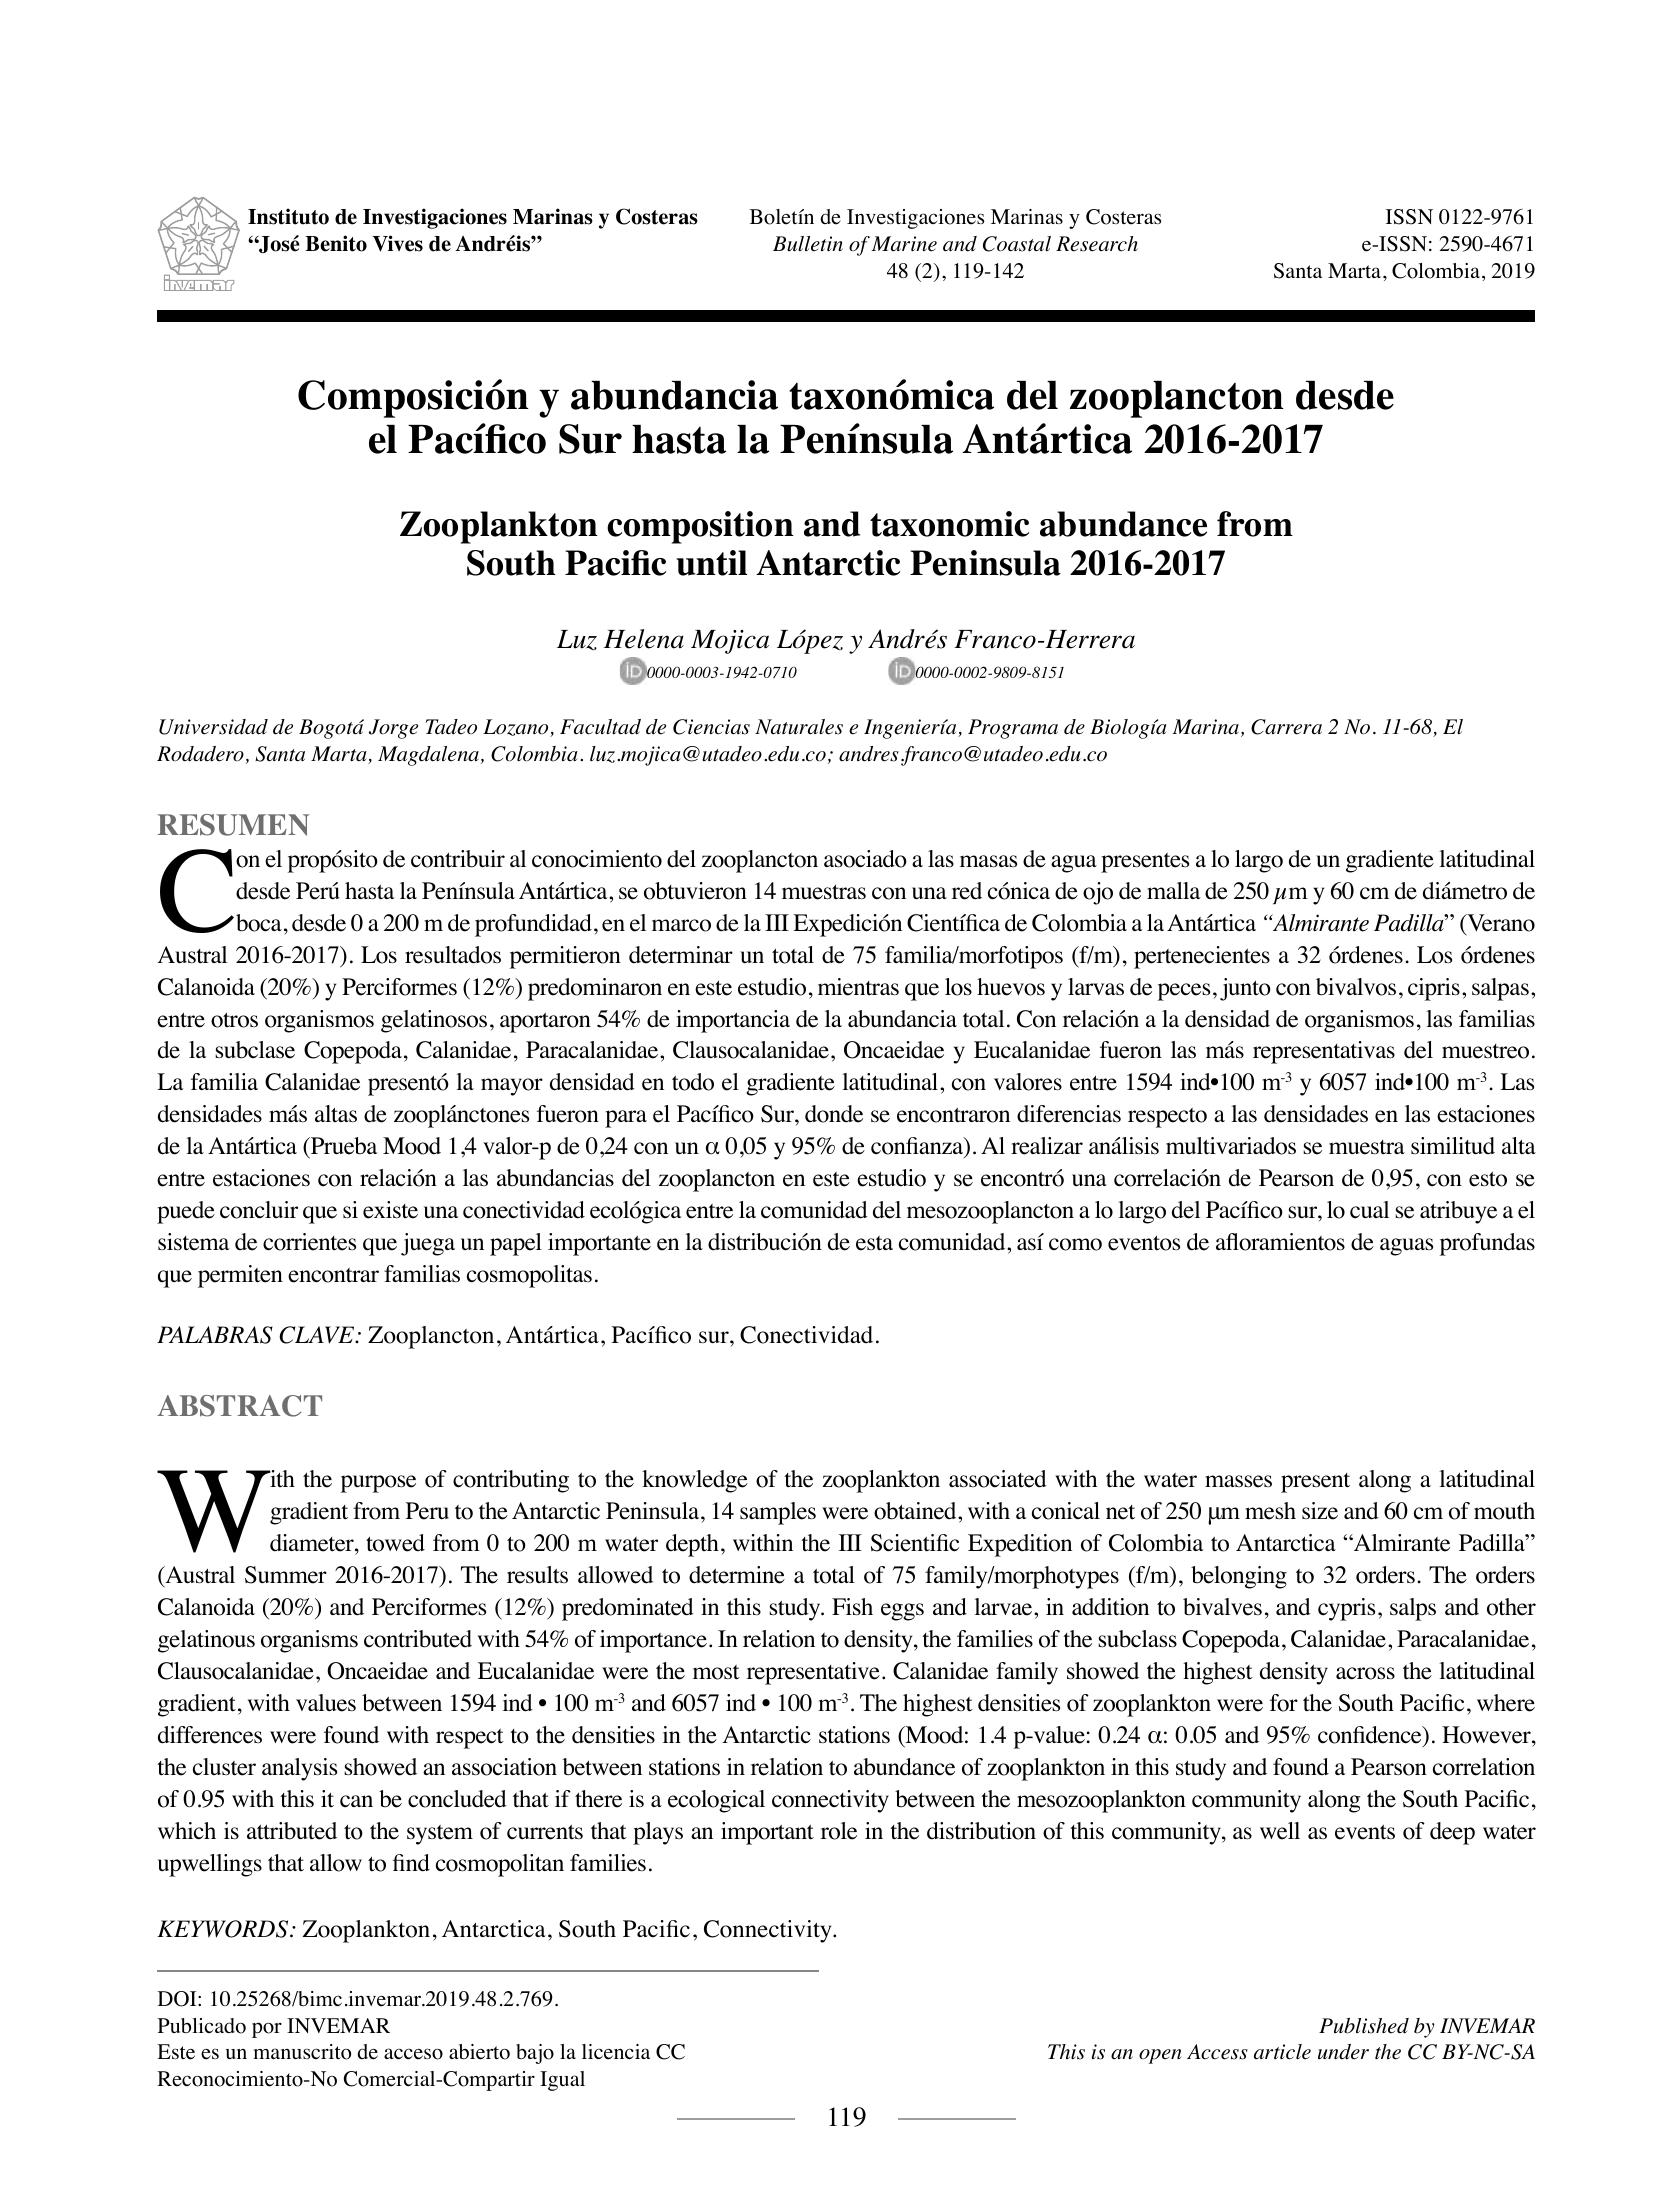 Instituto de Investigaciones Marinas y Costeras
“José Benito Vives de Andréis”
invemar
Boletín de Investigaciones Marinas y Costeras
Bulletin of Marine and Coastal Research
48 (2), 119-142
ISSN 0122-9761
e-ISSN: 2590-4671
Santa Marta, Colombia, 2019
Composición y abundancia taxonómica del zooplancton desde
el Pacífico Sur hasta la Península Antártica 2016-2017
Zooplankton composition and taxonomic abundance from
South Pacific until Antarctic Peninsula 2016-2017
Luz Helena Mojica López y Andrés Franco-Herrera
iD 0000-0003-1942-0710 iD 0000-0002-9809-8151
Universidad de Bogotá Jorge Tadeo Lozano, Facultad de Ciencias Naturales e Ingeniería, Programa de Biología Marina, Carrera 2 No. 11-68, El
Rodadero, Santa Marta, Magdalena, Colombia. luz.mojica@utadeo.edu.co; andres.franco@utadeo.edu.co
RESUMEN
Con el propósito de contribuir al conocimiento del zooplancton asociado a las masas de agua presentes a lo largo de un gradiente latitudinal
desde Perú hasta la Península Antártica, se obtuvieron 14 muestras con una red cónica de ojo de malla de 250 µm y 60 cm de diámetro de
boca, desde 0 a 200 m de profundidad, en el marco de la III Expedición Científica de Colombia a la Antártica “Almirante Padilla” (Verano
Austral 2016-2017). Los resultados permitieron determinar un total de 75 familia/morfotipos (f/m), pertenecientes a 32 órdenes. Los órdenes
Calanoida (20%) y Perciformes (12%) predominaron en este estudio, mientras que los huevos y larvas de peces, junto con bivalvos, cipris, salpas,
entre otros organismos gelatinosos, aportaron 54% de importancia de la abundancia total. Con relación a la densidad de organismos, las familias
de la subclase Copepoda, Calanidae, Paracalanidae, Clausocalanidae, Oncaeidae y Eucalanidae fueron las más representativas del muestreo.
La familia Calanidae presentó la mayor densidad en todo el gradiente latitudinal, con valores entre 1594 ind•100 m-3 y 6057 ind•100 m-3. Las
densidades más altas de zooplánctones fueron para el Pacífico Sur, donde se encontraron diferencias respecto a las densidades en las estaciones
de la Antártica (Prueba Mood 1,4 valor-p de 0,24 con un α 0,05 y 95% de confianza). Al realizar análisis multivariados se muestra similitud alta
entre estaciones con relación a las abundancias del zooplancton en este estudio y se encontró una correlación de Pearson de 0,95, con esto se
puede concluir que si existe una conectividad ecológica entre la comunidad del mesozooplancton a lo largo del Pacífico sur, lo cual se atribuye a el
sistema de corrientes que juega un papel importante en la distribución de esta comunidad, así como eventos de afloramientos de aguas profundas
que permiten encontrar familias cosmopolitas.
PALABRAS CLAVE: Zooplancton, Antártica, Pacífico sur, Conectividad.
ABSTRACT
With the purpose of contributing to the knowledge of the zooplankton associated with the water masses present along a latitudinal
gradient from Peru to the Antarctic Peninsula, 14 samples were obtained, with a conical net of 250 µm mesh size and 60 cm of mouth
diameter, towed from 0 to 200 m water depth, within the III Scientific Expedition of Colombia to Antarctica “Almirante Padilla”
(Austral Summer 2016-2017). The results allowed to determine a total of 75 family/morphotypes (f/m), belonging to 32 orders. The orders
Calanoida (20%) and Perciformes (12%) predominated in this study. Fish eggs and larvae, in addition to bivalves, and cypris, salps and other
gelatinous organisms contributed with 54% of importance. In relation to density, the families of the subclass Copepoda, Calanidae, Paracalanidae,
Clausocalanidae, Oncaeidae and Eucalanidae were the most representative. Calanidae family showed the highest density across the latitudinal
gradient, with values between 1594 ind • 100 m-3 and 6057 ind • 100 m-3. The highest densities of zooplankton were for the South Pacific, where
differences were found with respect to the densities in the Antarctic stations (Mood: 1.4 p-value: 0.24 α: 0.05 and 95% confidence). However,
the cluster analysis showed an association between stations in relation to abundance of zooplankton in this study and found a Pearson correlation
of 0.95 with this it can be concluded that if there is a ecological connectivity between the mesozooplankton community along the South Pacific,
which is attributed to the system of currents that plays an important role in the distribution of this community, as well as events of deep water
upwellings that allow to find cosmopolitan families.
KEYWORDS: Zooplankton, Antarctica, South Pacific, Connectivity.
DOI: 10.25268/bimc.invemar.2019.48.2.769.
Publicado por INVEMAR
Este es un manuscrito de acceso abierto bajo la licencia CC
Reconocimiento-No Comercial-Compartir Igual
Published by INVEMAR
This is an open Access article under the CC BY-NC-SA
119